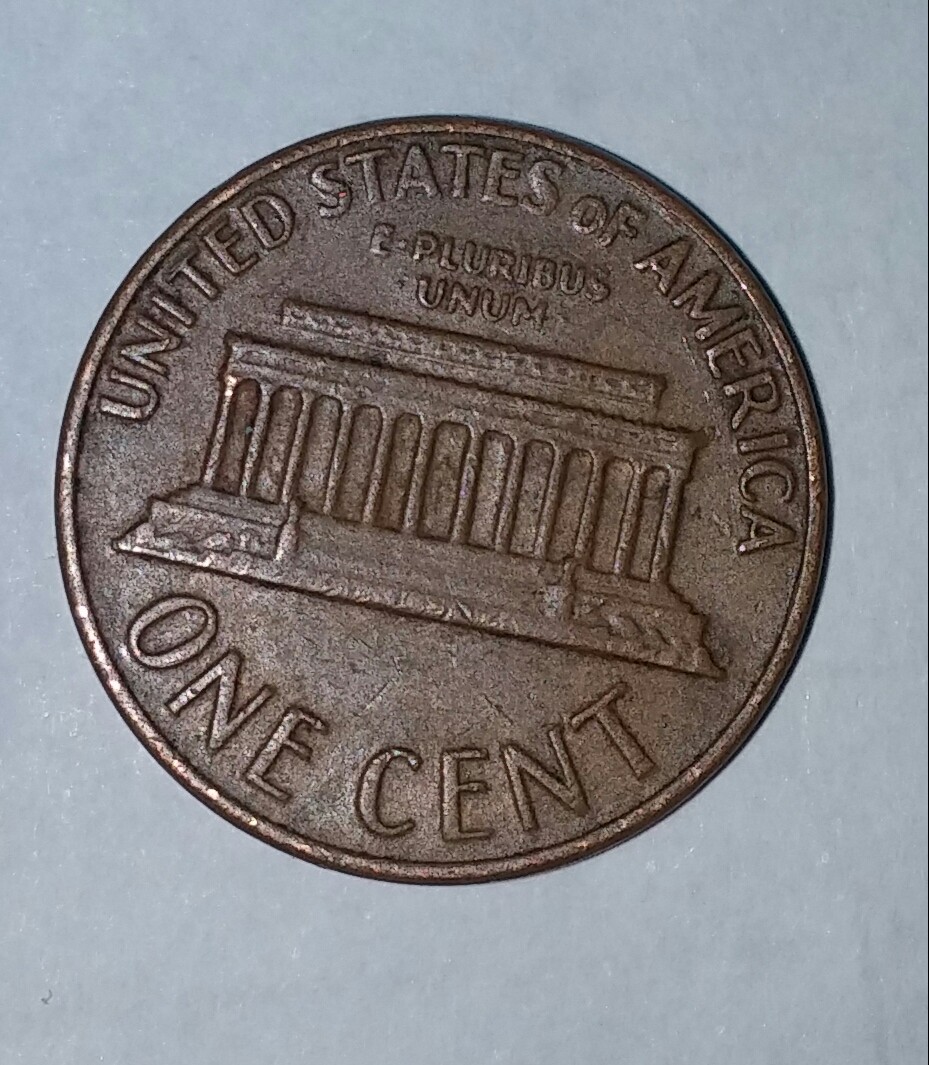 UNITED STATES OF AMERICA
E·PLURIBUS
UNUM
ONE CENT